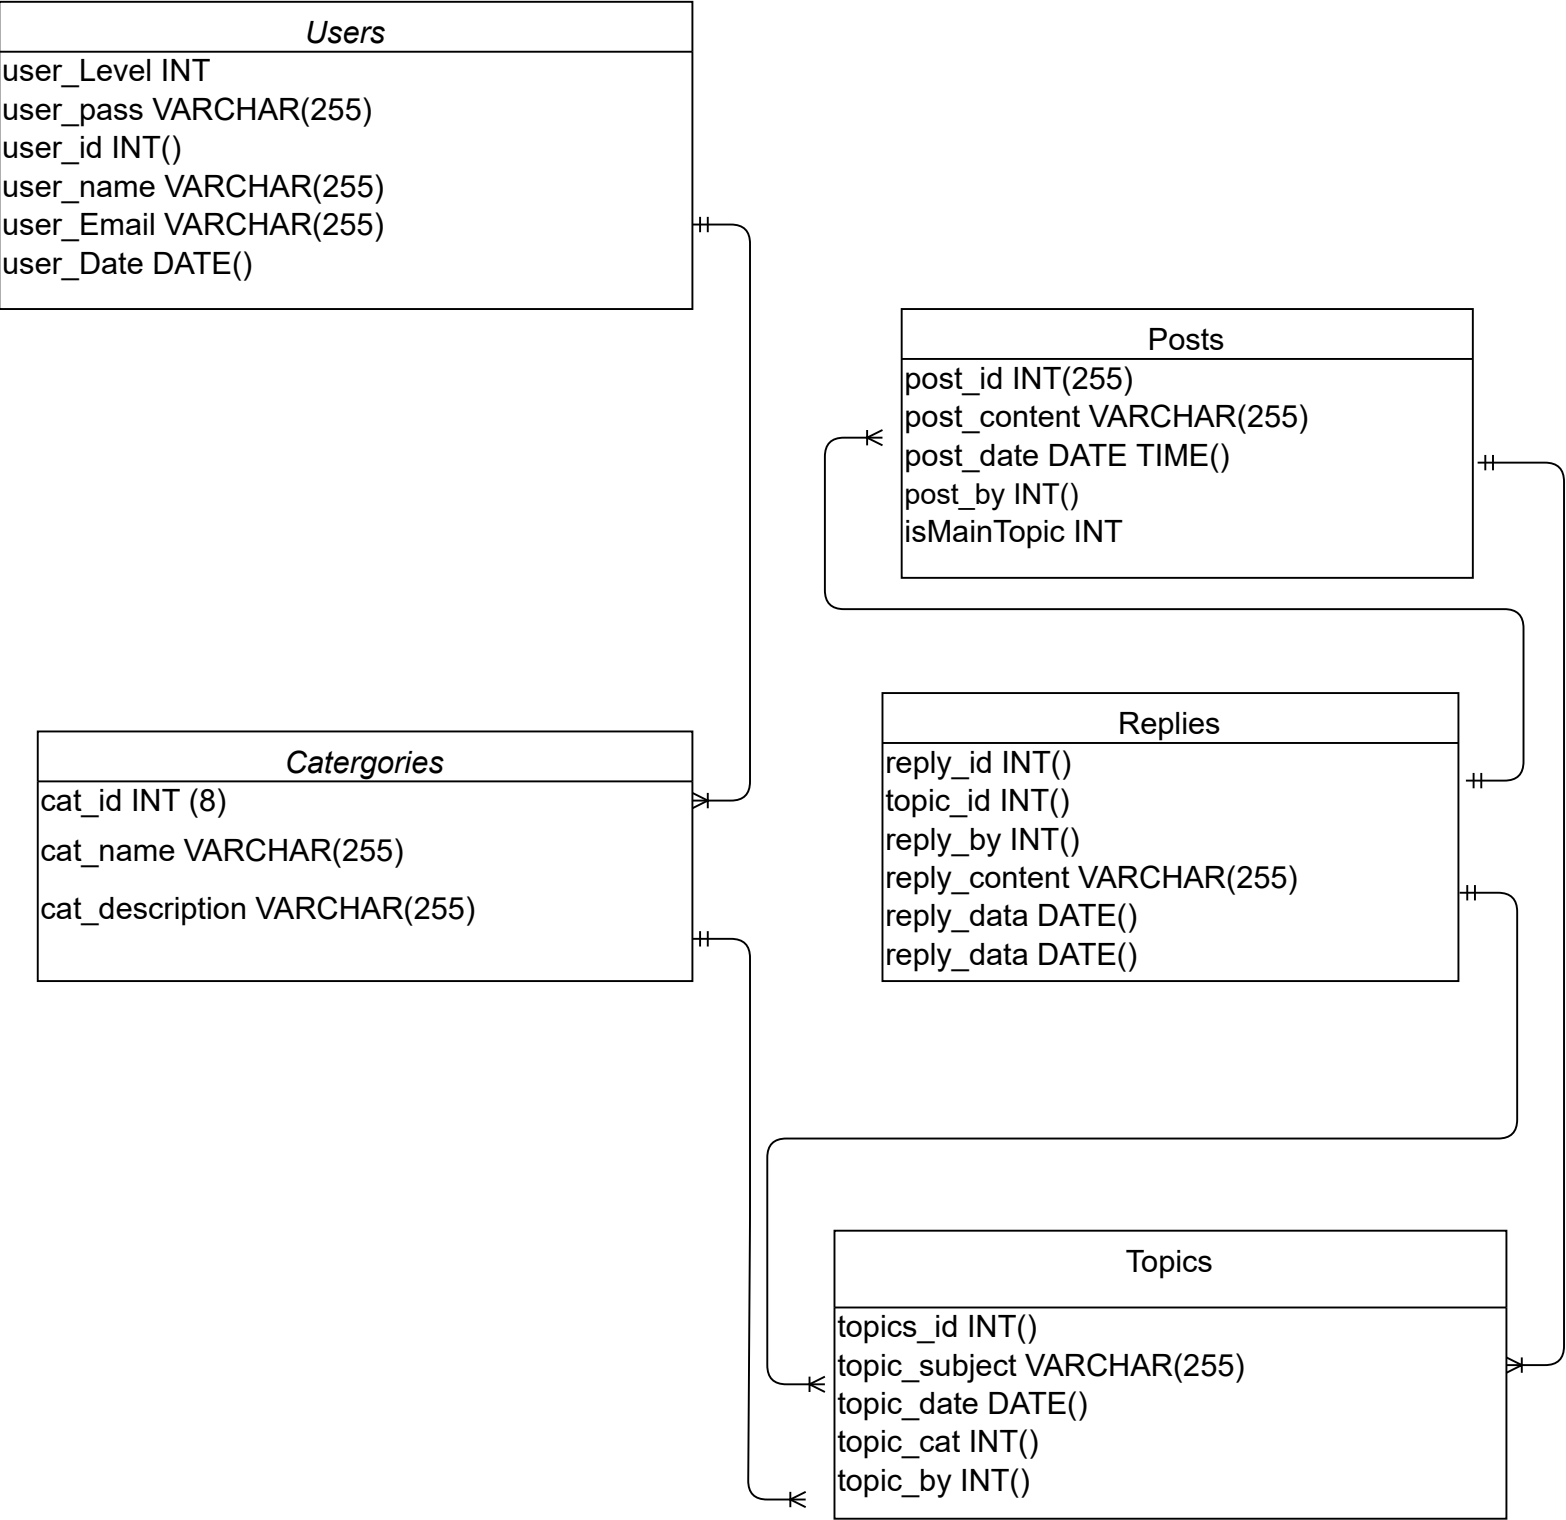 Users
user_Level INT
user_pass VARCHAR(255)
user_id INT()
user_name VARCHAR(255)
user_Email VARCHAR(255)
user_Date DATE()
Posts
post_id INT(255)
post_content VARCHAR(255)
post_date DATE TIME()
post_by INT()
isMainTopic INT
Catergories
cat_id INT (8)
cat_name VARCHAR(255)
cat_description VARCHAR(255)
Replies
reply_id INT()
topic_id INT()
reply_by INT()
reply_content VARCHAR(255)
reply_data DATE()
reply_data DATE()
Topics
topics_id INT()
topic_subject VARCHAR(255)
topic_date DATE()
topic_cat INT()
topic_by INT()